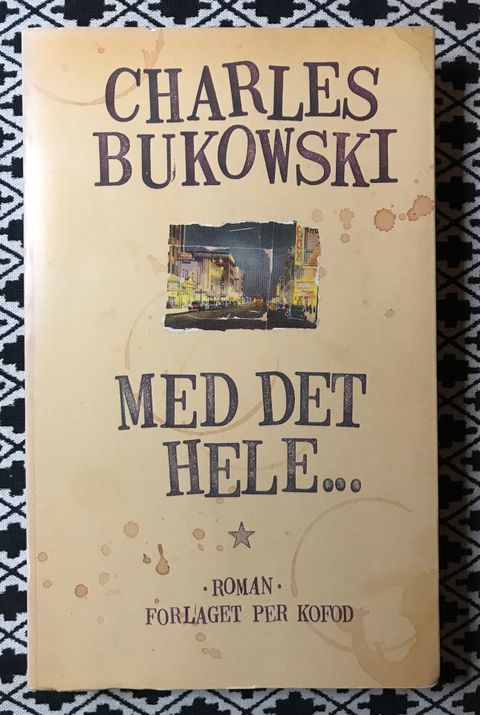 CHARLES
BUKOWSKI
MED DET
HELE...
·ROMAN·
FORLAGET PER KOFOD